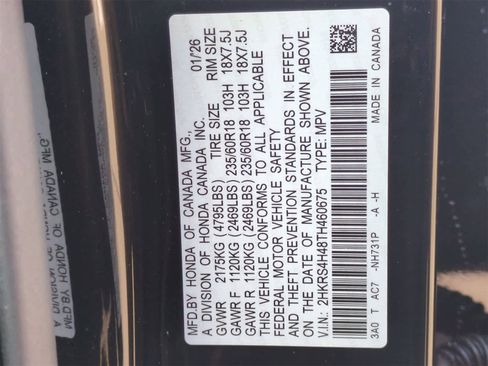 MFD.BY HONDA OF CANADA MFG.,
A DIVISION OF HONDA CANADA INC. 01/26
TIRE SIZE RIM SIZE
GVWR 2175KG (4795LBS)
GAWR F 1120KG (2469LBS) 235/60R18 103H 18X7.5J
GAWR R 1120KG (2469LBS) 235/60R18 103H 18X7.5J
THIS VEHICLE CONFORMS TO ALL APPLICABLE
FEDERAL MOTOR VEHICLE SAFETY
AND THEFT PREVENTION STANDARDS IN EFFECT
ON THE DATE OF MANUFACTURE SHOWN ABOVE.
V.I.N.: 2HKRS4H48TH460675 TYPE: MPV
3A0 T AC7 -NH731P -A -H MADE IN CANADA